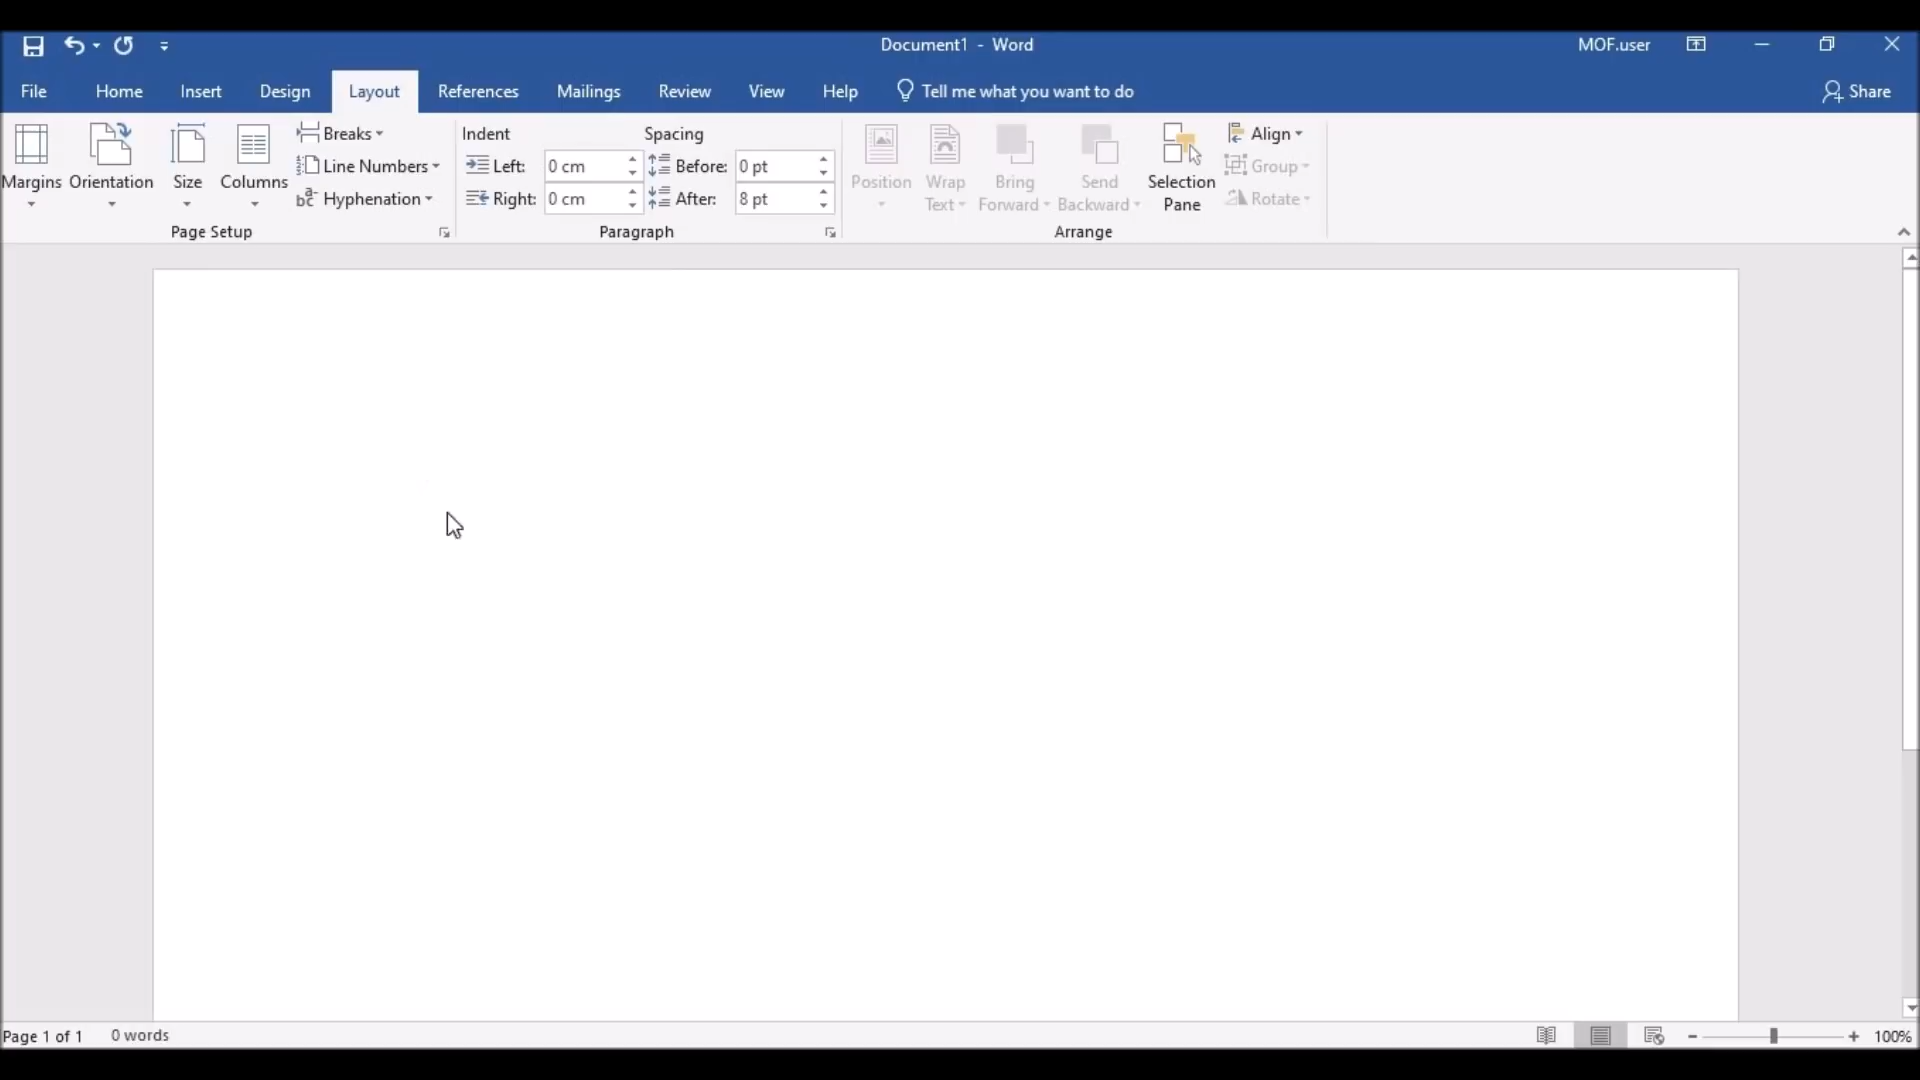 Document1 - Word
MOF.user
File Home Insert Design Layout References Mailings Review View Help Tell me what you want to do Share
Margins Orientation Size Columns
Breaks
Line Numbers
Hyphenation
Page Setup
Indent
Left: 0 cm
Right: 0 cm
Spacing
Before: 0 pt
After: 8 pt
Paragraph
Position
Wrap Text
Bring Forward
Send Backward
Selection Pane
Align
Group
Rotate
Arrange
Page 1 of 1 0 words
100%